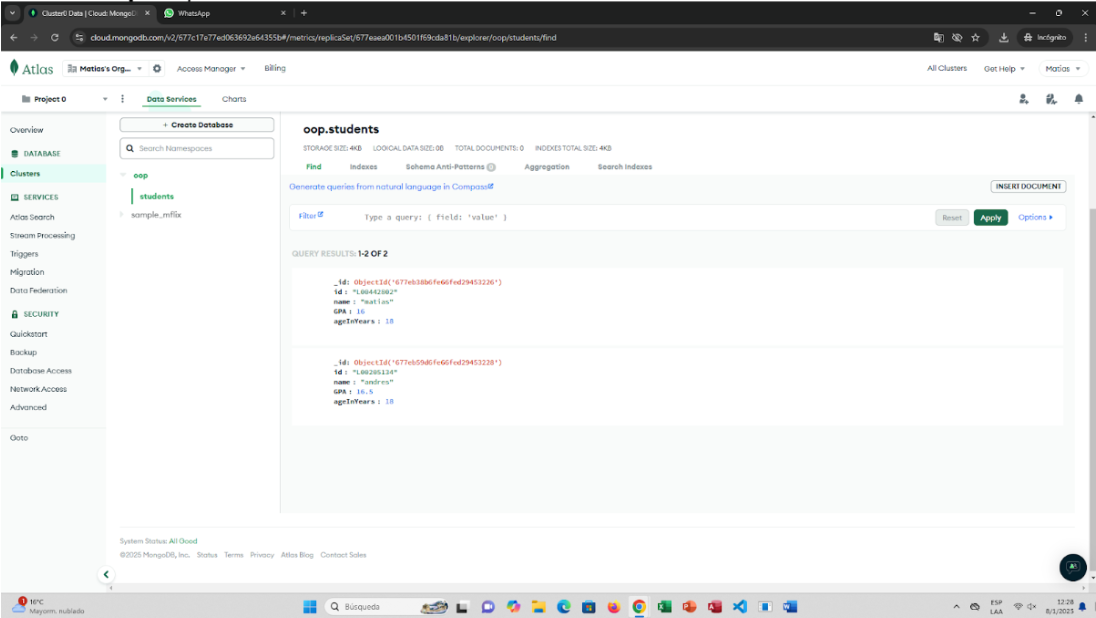 Cluster0 Data | Cloud: MongoD
WhatsApp
cloud.mongodb.com/v2/677c17e77ed063692e64355b#/metrics/replicaSet/677eaea001b4501f69cda81b/explorer/oop/students/find
Incógnito
Atlas
Matias's Org...
Access Manager
Billing
All Clusters
Get Help
Matias
Project 0
Data Services
Charts
Overview
DATABASE
Clusters
SERVICES
Atlas Search
Stream Processing
Triggers
Migration
Data Federation
SECURITY
Quickstart
Backup
Database Access
Network Access
Advanced
Goto
+ Create Database
Search Namespaces
oop
students
sample_mflix
oop.students
STORAGE SIZE: 4KB LOGICAL DATA SIZE: 0B TOTAL DOCUMENTS: 0 INDEXES TOTAL SIZE: 4KB
Find Indexes Schema Anti-Patterns 0 Aggregation Search Indexes
Generate queries from natural language in Compass
INSERT DOCUMENT
Filter
Type a query: { field: 'value' }
Reset
Apply
Options
QUERY RESULTS: 1-2 OF 2
_id: ObjectId('677eb38b6fe66fed29453226')
id : "L00442802"
name : "matias"
GPA : 16
ageInYears : 18
_id: ObjectId('677eb59d6fe66fed29453228')
id : "L00205134"
name : "andres"
GPA : 16.5
ageInYears : 18
System Status: All Good
©2025 MongoDB, Inc. Status Terms Privacy Atlas Blog Contact Sales
1
16°C
Mayorm. nublado
Búsqueda
ESP
LAA
12:28
8/1/2025